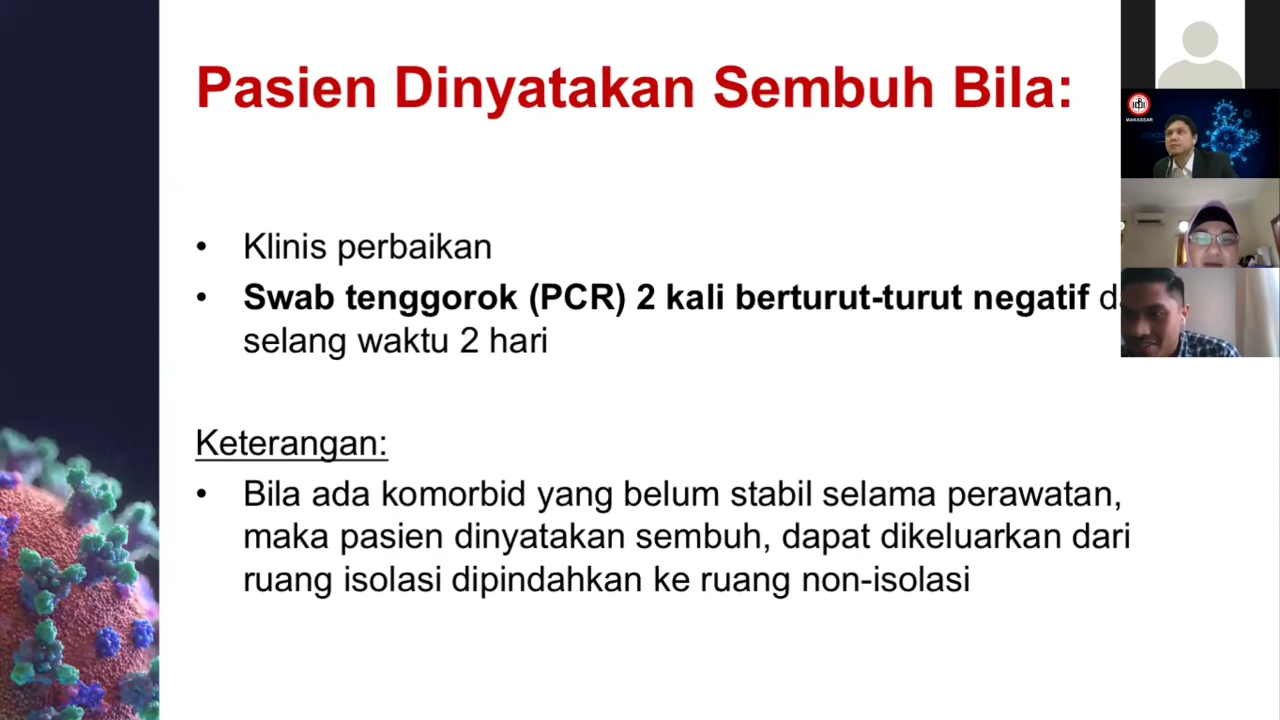 Pasien Dinyatakan Sembuh Bila:
• Klinis perbaikan
• Swab tenggorok (PCR) 2 kali berturut-turut negatif
selang waktu 2 hari
Keterangan:
• Bila ada komorbid yang belum stabil selama perawatan,
maka pasien dinyatakan sembuh, dapat dikeluarkan dari
ruang isolasi dipindahkan ke ruang non-isolasi
MAKASSAR